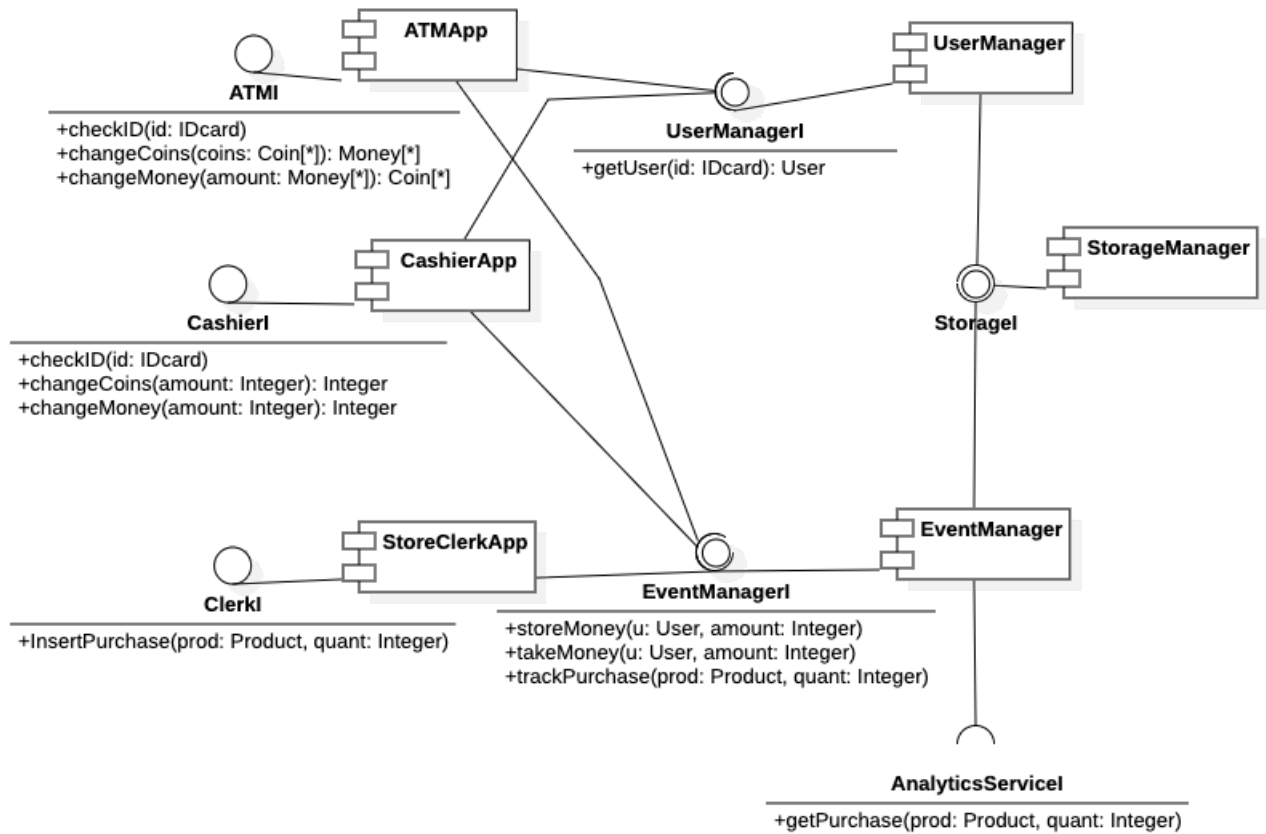 ATMApp
UserManager
ATMI
+checkID(id: IDcard)
+changeCoins(coins: Coin[*]): Money[*]
+changeMoney(amount: Money[*]): Coin[*]
UserManagerI
+getUser(id: IDcard): User
CashierApp
StorageManager
CashierI
+checkID(id: IDcard)
+changeCoins(amount: Integer): Integer
+changeMoney(amount: Integer): Integer
StorageI
StoreClerkApp
EventManager
ClerkI
+InsertPurchase(prod: Product, quant: Integer)
EventManagerI
+storeMoney(u: User, amount: Integer)
+takeMoney(u: User, amount: Integer)
+trackPurchase(prod: Product, quant: Integer)
AnalyticsServiceI
+getPurchase(prod: Product, quant: Integer)